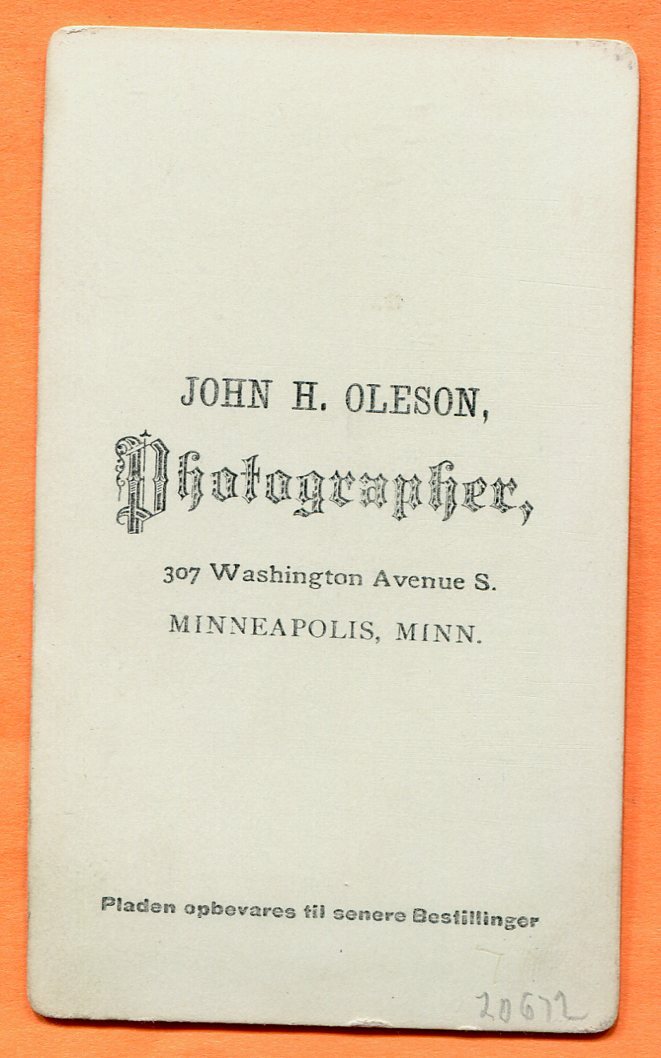 JOHN H. OLESON,
Photographer,
307 Washington Avenue S.
MINNEAPOLIS, MINN.
Pladen opbevares til senere Bestillinger
20672